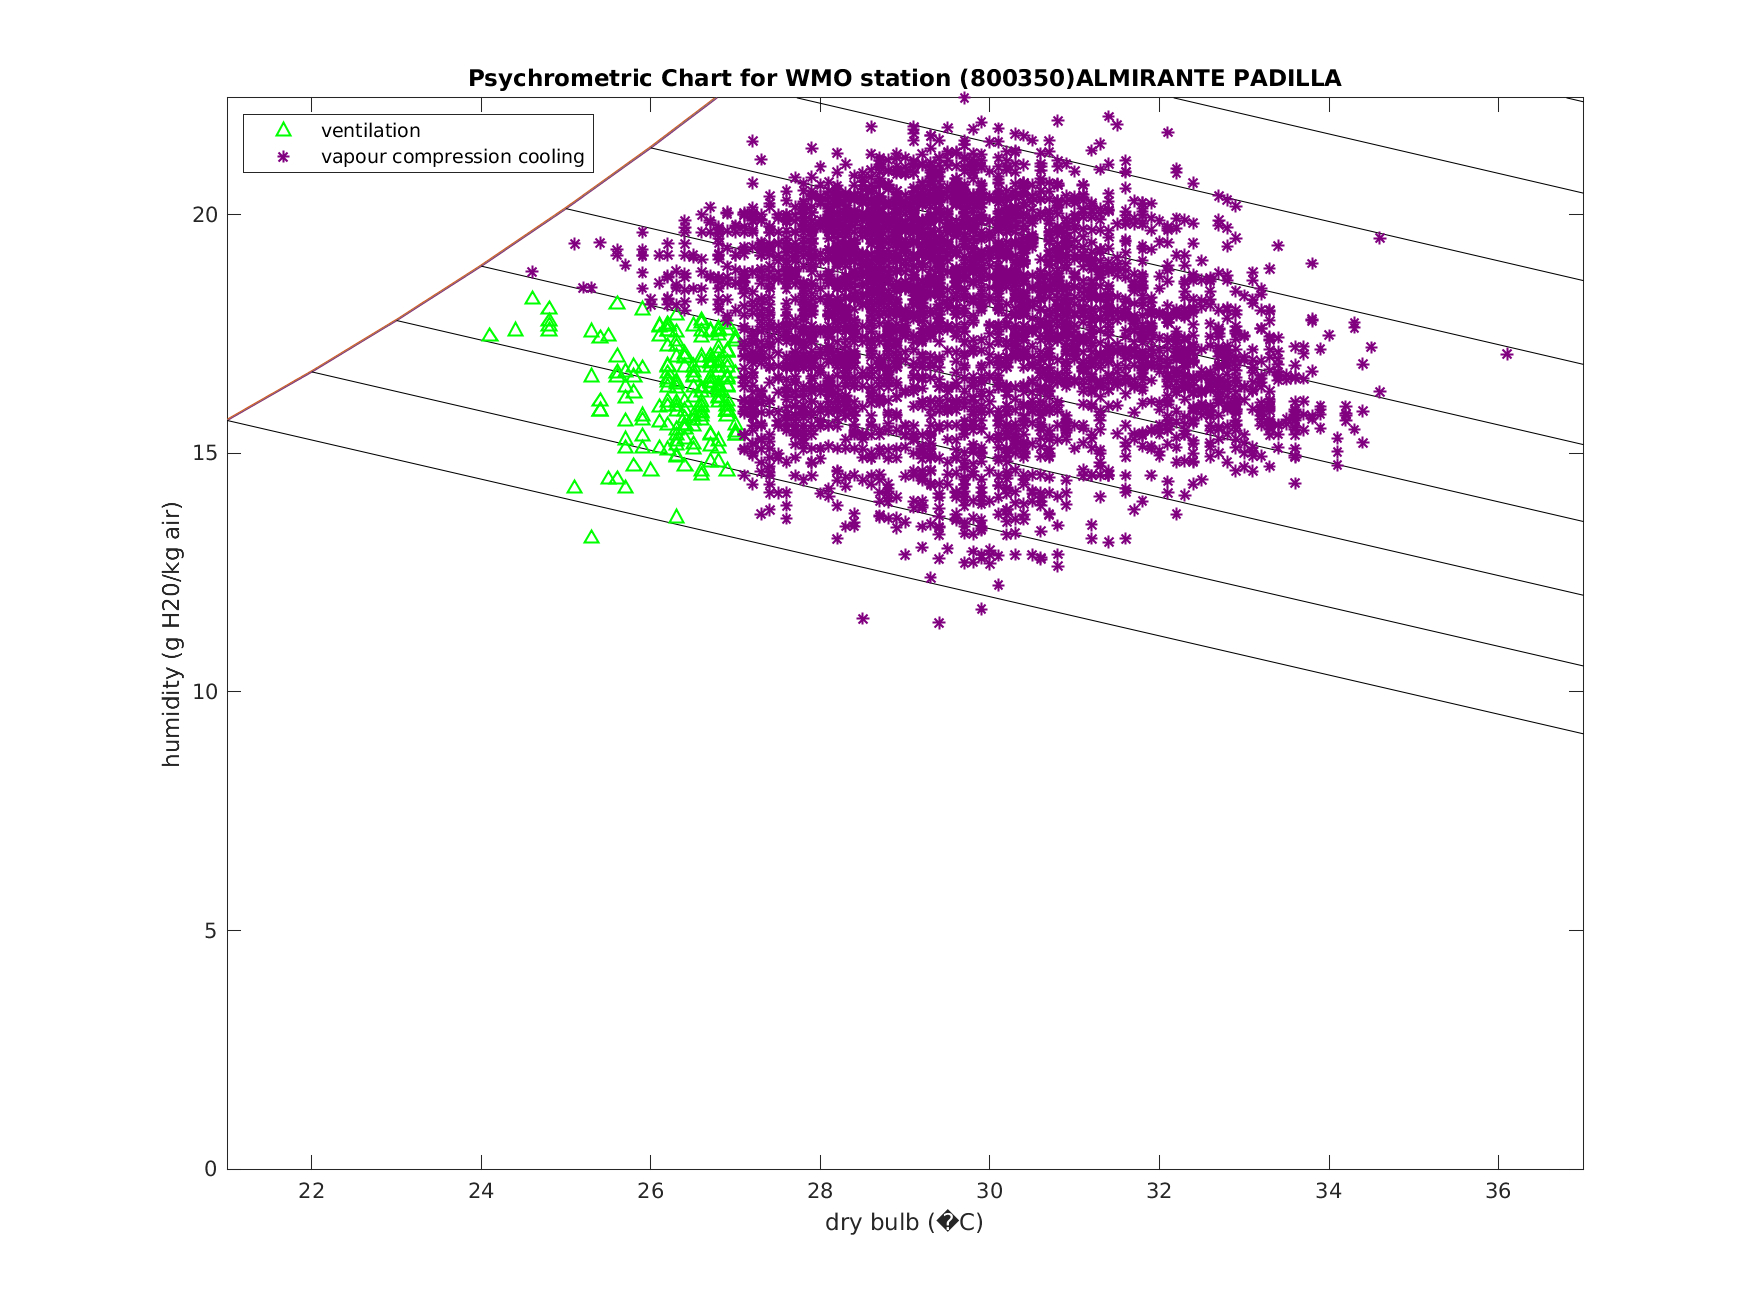 Psychrometric Chart for WMO station (800350)ALMIRANTE PADILLA
ventilation
vapour compression cooling
humidity (g H20/kg air)
20
15
10
5
0
22 24 26 28 30 32 34 36
dry bulb (�C)